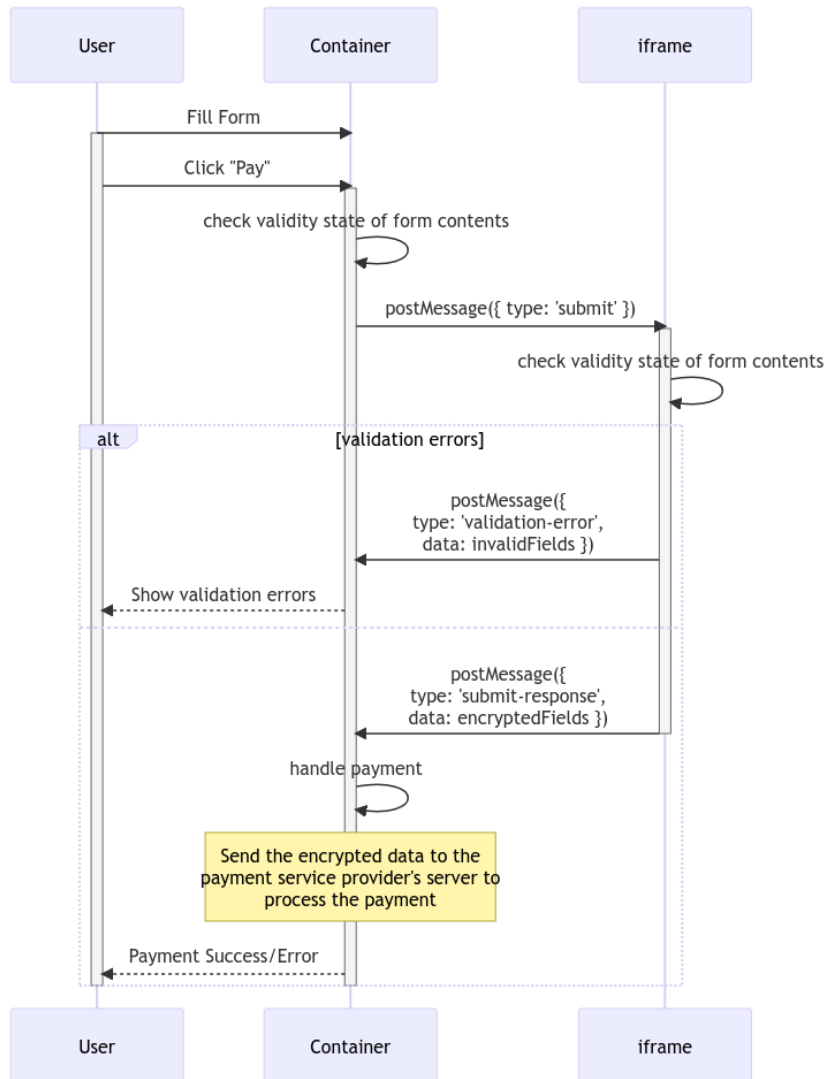 User
Container
iframe
Fill Form
Click "Pay"
check validity state of form contents
postMessage({ type: 'submit' })
check validity state of form contents
alt
[validation errors]
postMessage({
type: 'validation-error',
data: invalidFields })
Show validation errors
postMessage({
type: 'submit-response',
data: encryptedFields })
handle payment
Send the encrypted data to the
payment service provider's server to
process the payment
Payment Success/Error
User
Container
iframe